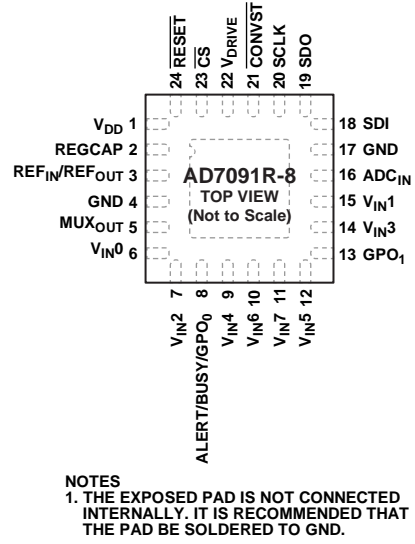 24 RESET
23 CS
22 VDRIVE
21 CONVST
20 SCLK
19 SDO
VDD 1
REGCAP 2
REFIN/REFOUT 3
GND 4
MUXOUT 5
VIN0 6
AD7091R-8
TOP VIEW
(Not to Scale)
18 SDI
17 GND
16 ADCIN
15 VIN1
14 VIN3
13 GPO1
VIN2 7
ALERT/BUSY/GPO0 8
VIN4 9
VIN6 10
VIN7 11
VIN5 12
NOTES
1. THE EXPOSED PAD IS NOT CONNECTED
INTERNALLY. IT IS RECOMMENDED THAT
THE PAD BE SOLDERED TO GND.